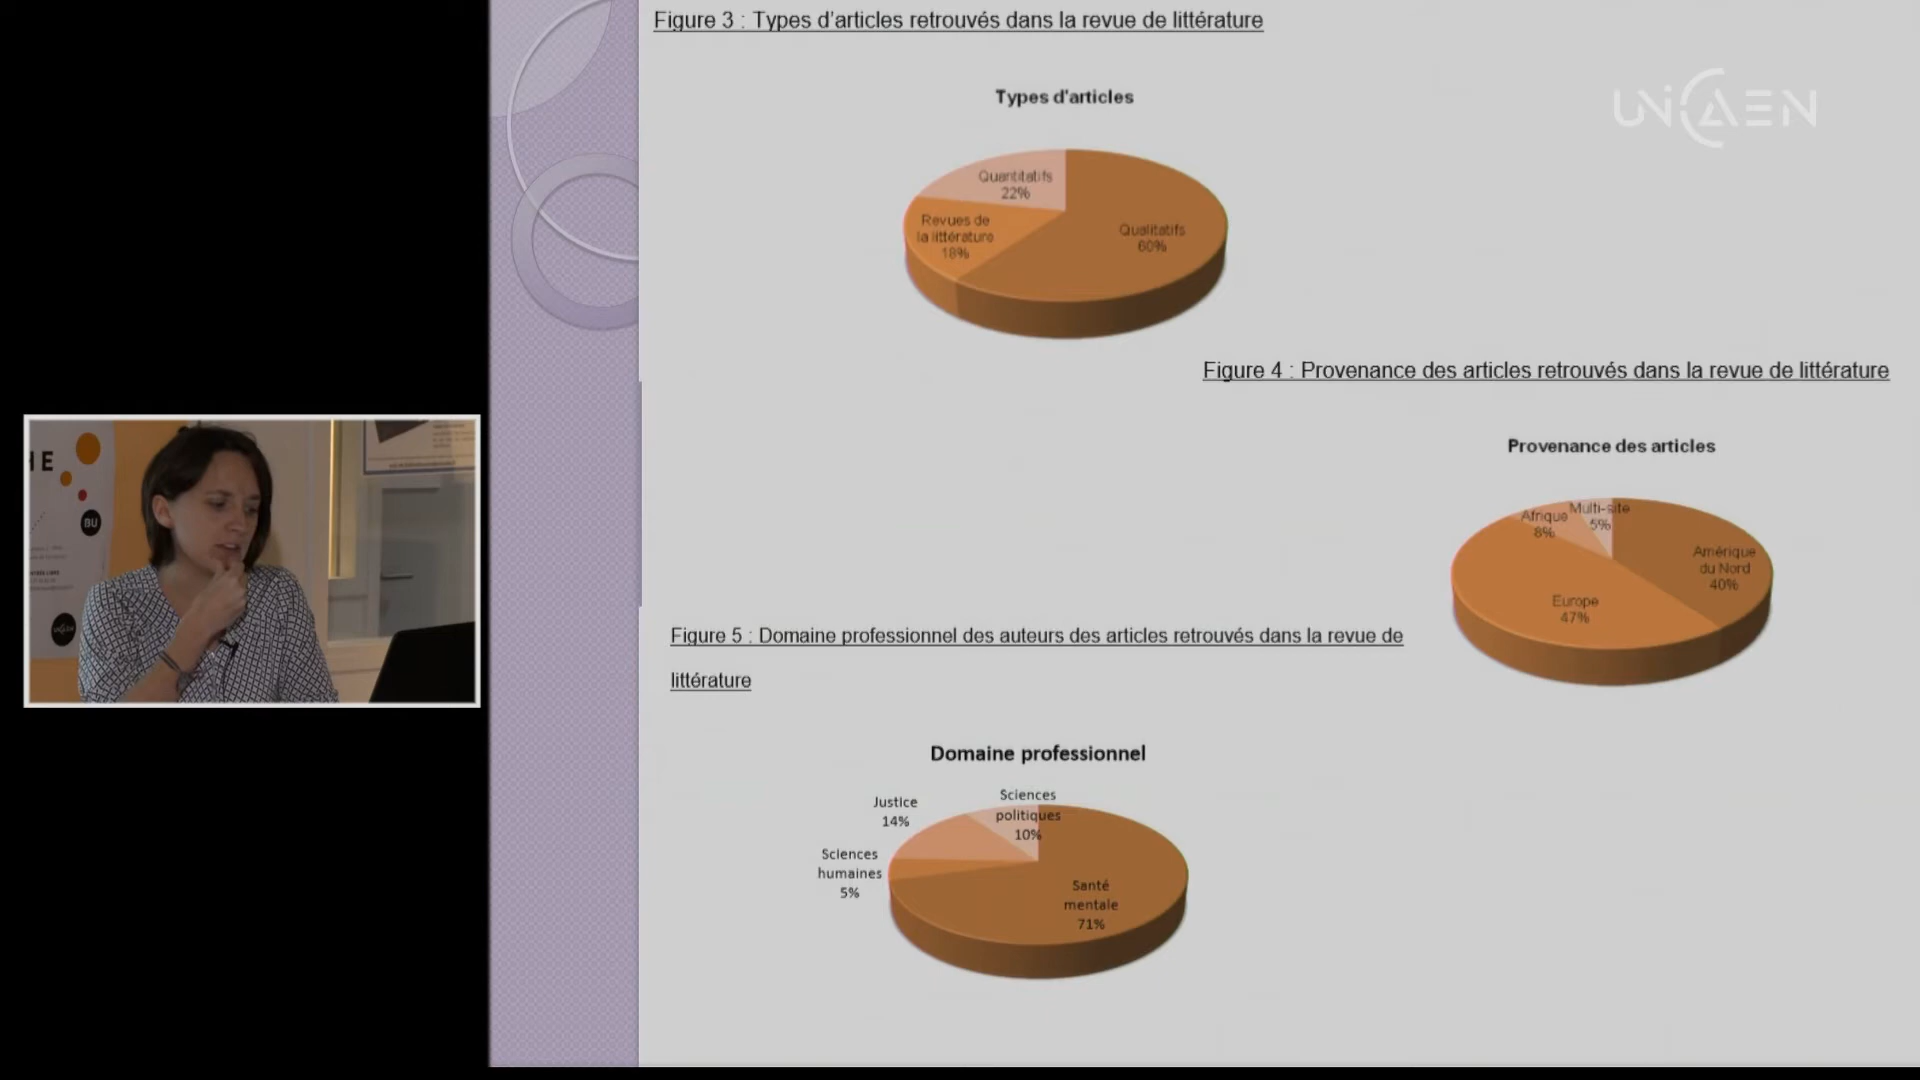 Figure 3 : Types d'articles retrouvés dans la revue de littérature
UNICAEN
Types d'articles
Quantitatifs
22%
Revues de
la littérature
18%
Qualitatifs
60%
Figure 4 : Provenance des articles retrouvés dans la revue de littérature
Provenance des articles
Afrique
8%
Multi-site
5%
Amérique
du Nord
40%
Europe
47%
Figure 5 : Domaine professionnel des auteurs des articles retrouvés dans la revue de
littérature
Domaine professionnel
Justice
14%
Sciences
politiques
10%
Sciences
humaines
5%
Santé
mentale
71%
HE
BU